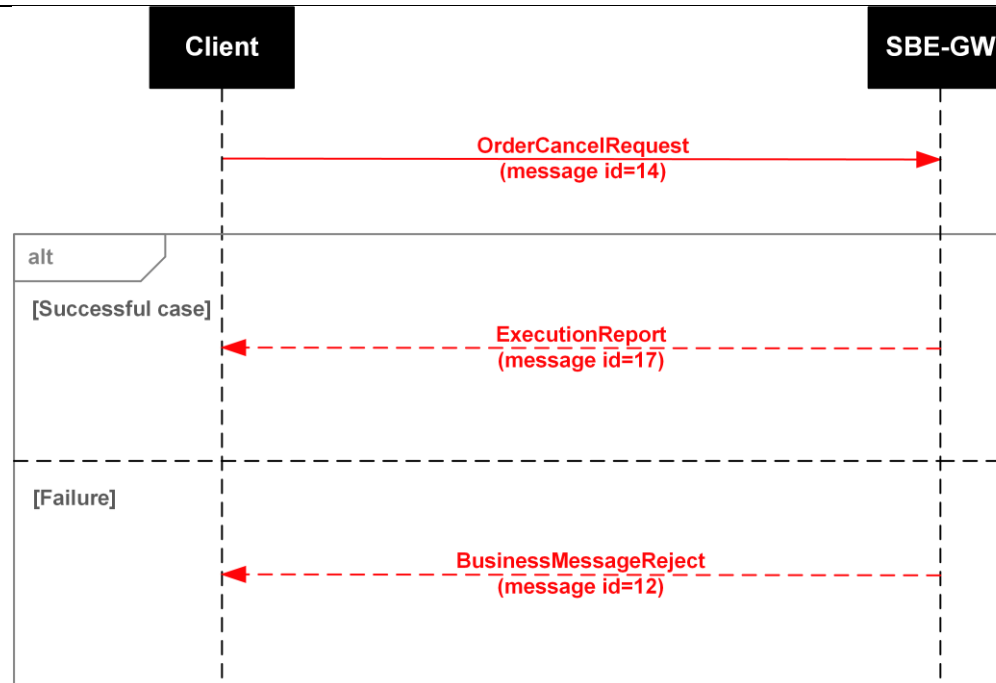 Client
SBE-GW
OrderCancelRequest
(message id=14)
alt
[Successful case]
ExecutionReport
(message id=17)
[Failure]
BusinessMessageReject
(message id=12)